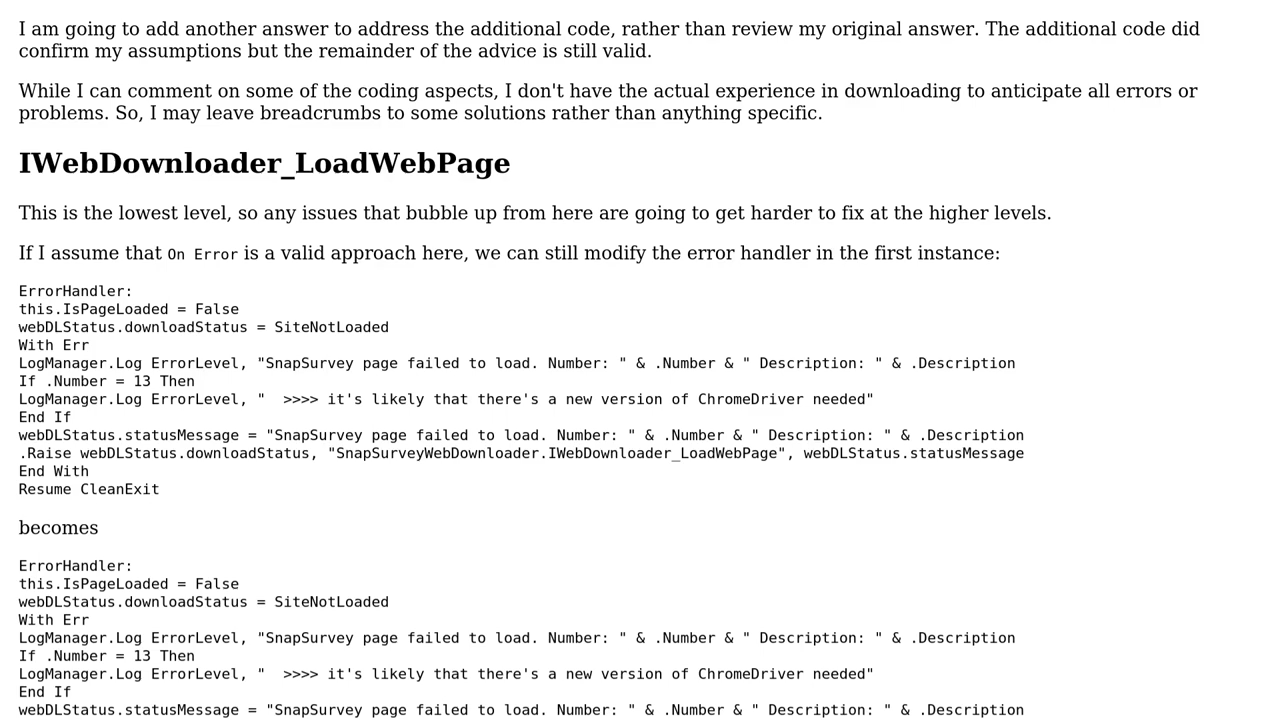 I am going to add another answer to address the additional code, rather than review my original answer. The additional code did
confirm my assumptions but the remainder of the advice is still valid.
While I can comment on some of the coding aspects, I don't have the actual experience in downloading to anticipate all errors or
problems. So, I may leave breadcrumbs to some solutions rather than anything specific.
IWebDownloader_LoadWebPage
This is the lowest level, so any issues that bubble up from here are going to get harder to fix at the higher levels.
If I assume that On Error is a valid approach here, we can still modify the error handler in the first instance:
ErrorHandler:
this.IsPageLoaded = False
webDLStatus.downloadStatus = SiteNotLoaded
With Err
LogManager.Log ErrorLevel, "SnapSurvey page failed to load. Number: " & .Number & " Description: " & .Description
If .Number = 13 Then
LogManager.Log ErrorLevel, "  >>>> it's likely that there's a new version of ChromeDriver needed"
End If
webDLStatus.statusMessage = "SnapSurvey page failed to load. Number: " & .Number & " Description: " & .Description
.Raise webDLStatus.downloadStatus, "SnapSurveyWebDownloader.IWebDownloader_LoadWebPage", webDLStatus.statusMessage
End With
Resume CleanExit
becomes
ErrorHandler:
this.IsPageLoaded = False
webDLStatus.downloadStatus = SiteNotLoaded
With Err
LogManager.Log ErrorLevel, "SnapSurvey page failed to load. Number: " & .Number & " Description: " & .Description
If .Number = 13 Then
LogManager.Log ErrorLevel, "  >>>> it's likely that there's a new version of ChromeDriver needed"
End If
webDLStatus.statusMessage = "SnapSurvey page failed to load. Number: " & .Number & " Description: " & .Description